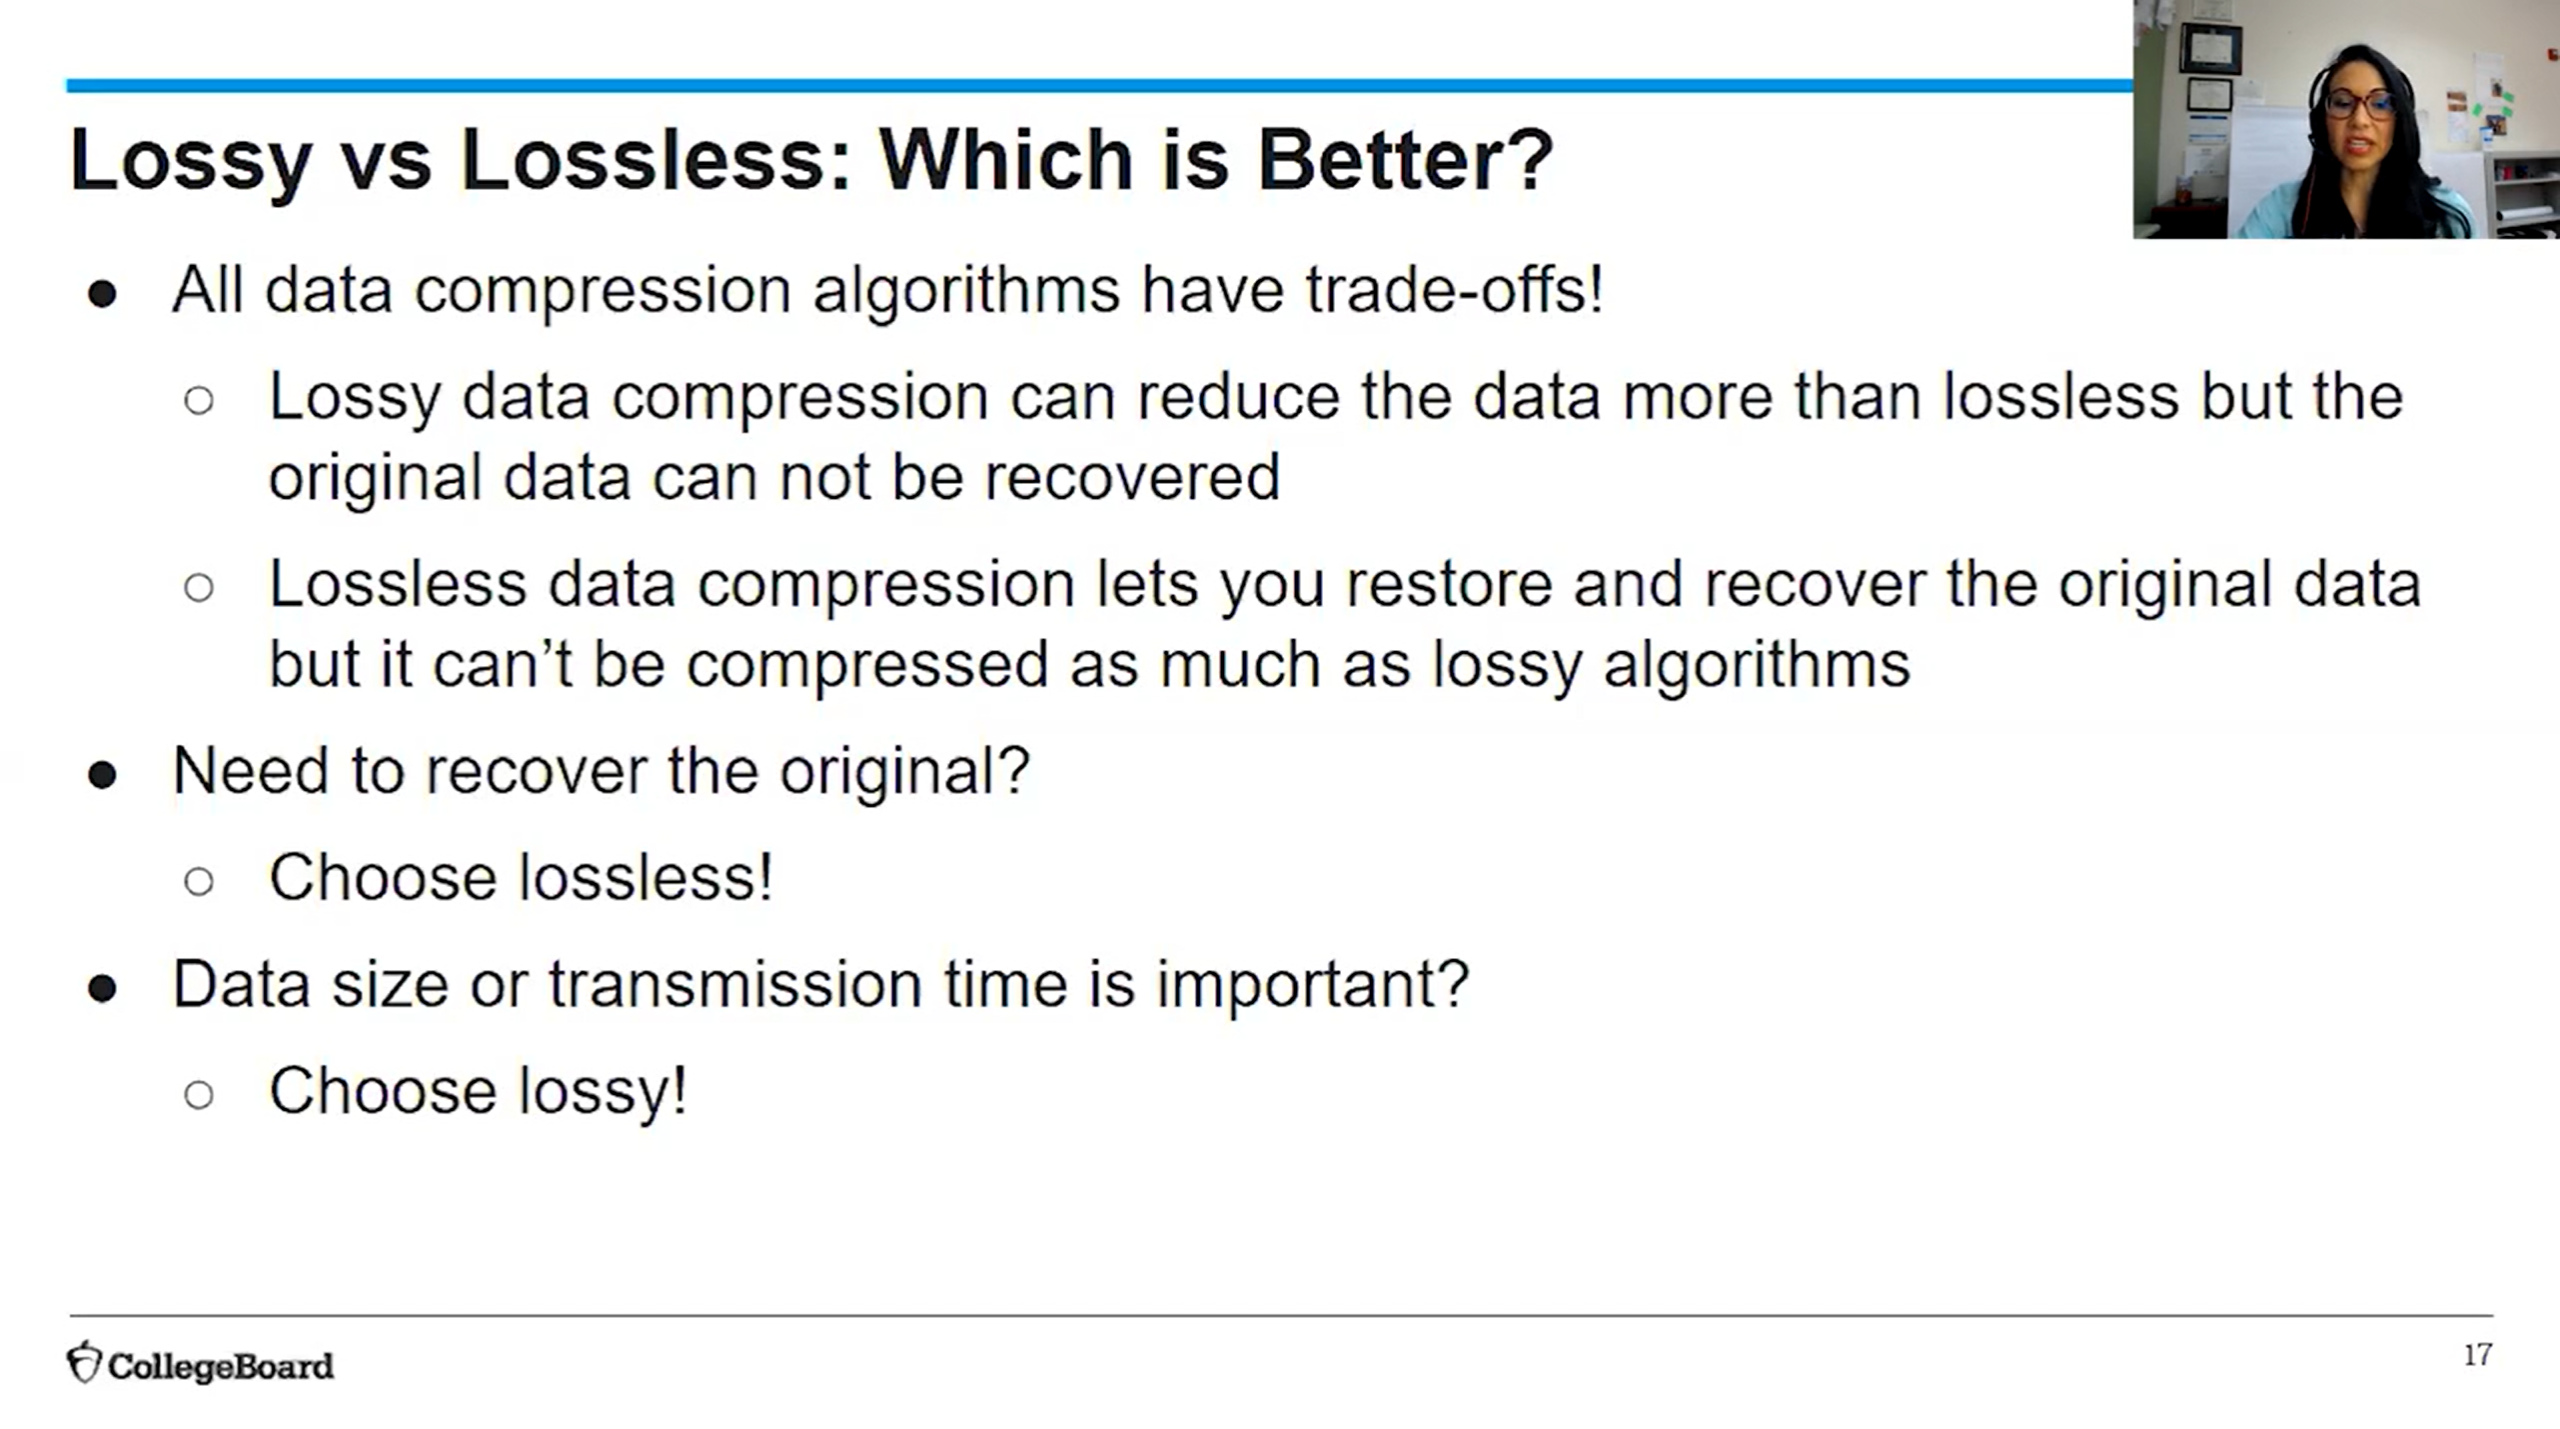 Lossy vs Lossless: Which is Better?
● All data compression algorithms have trade-offs!
○ Lossy data compression can reduce the data more than lossless but the
original data can not be recovered
○ Lossless data compression lets you restore and recover the original data
but it can’t be compressed as much as lossy algorithms
● Need to recover the original?
○ Choose lossless!
● Data size or transmission time is important?
○ Choose lossy!
CollegeBoard
17